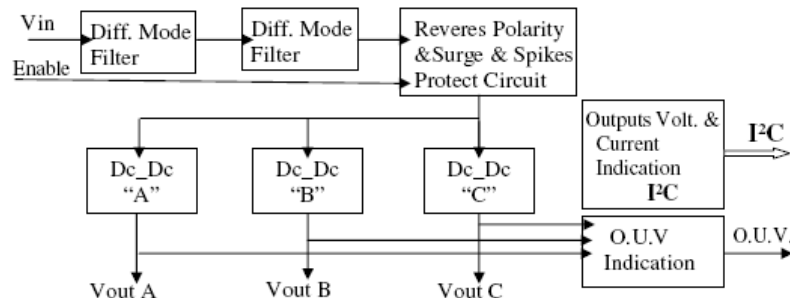 Vin
Diff. Mode
Filter
Diff. Mode
Filter
Reveres Polarity
&Surge & Spikes
Protect Circuit
Enable
Outputs Volt. &
Current
Indication
I²C
I²C
Dc_Dc
“A”
Dc_Dc
“B”
Dc_Dc
“C”
O.U.V
Indication
O.U.V.
Vout A
Vout B
Vout C